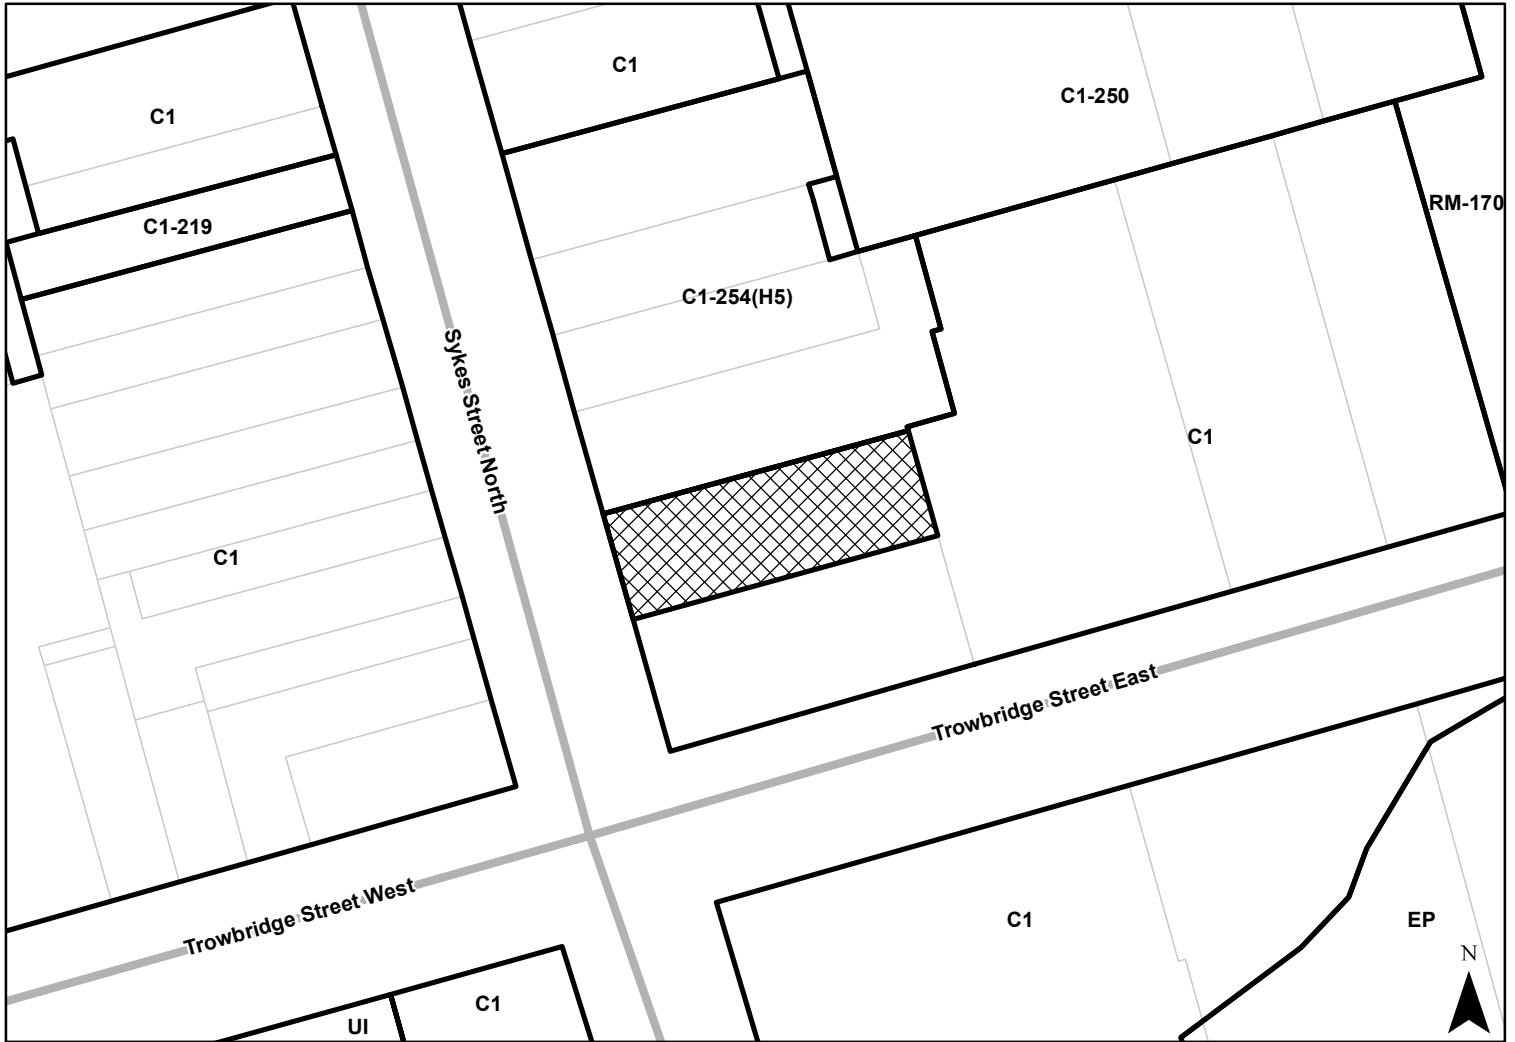 C1
C1
C1-250
RM-170
C1-219
C1-254(H5)
Sykes Street North
C1
C1
Trowbridge Street East
Trowbridge Street West
C1
EP
N
C1
UI